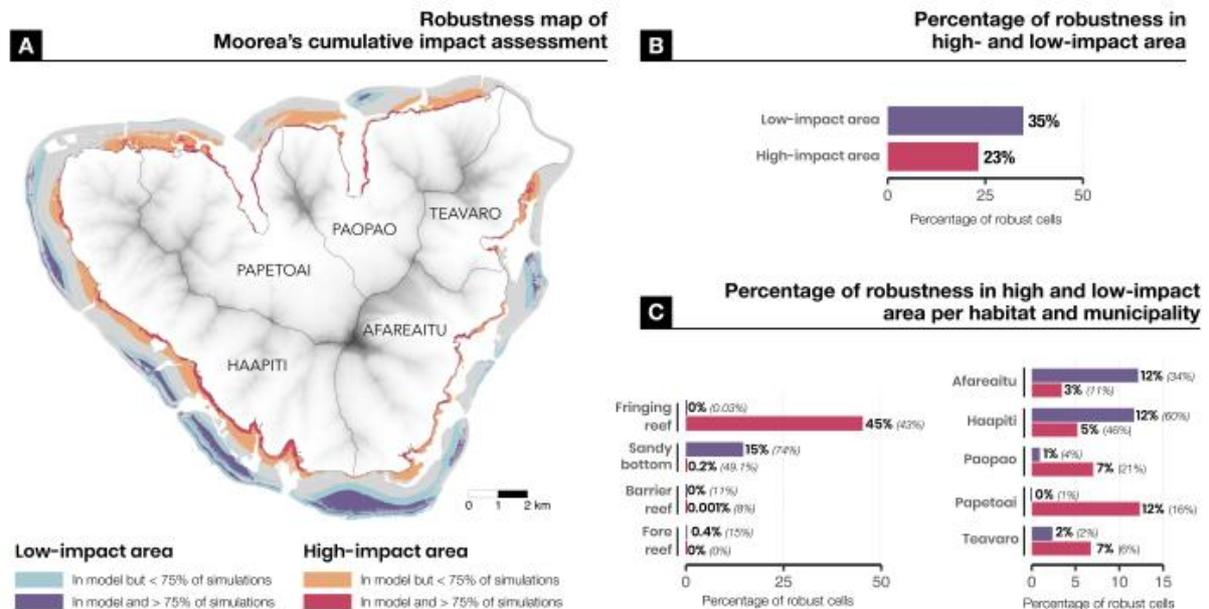 A
Robustness map of
Moorea's cumulative impact assessment
TEAVARO
PAOPAO
PAPETOAI
AFAREAITU
HAAPITI
0 1 2 km
Low-impact area
In model but < 75% of simulations
In model and > 75% of simulations
High-impact area
In model but < 75% of simulations
In model and > 75% of simulations
B
Percentage of robustness in
high- and low-impact area
Low-impact area 35%
High-impact area 23%
0 25 50
Percentage of robust cells
C
Percentage of robustness in high and low-impact
area per habitat and municipality
Fringing
reef
0% (0.03%)
45% (43%)
Sandy
bottom
15% (74%)
0.2% (49.1%)
Barrier
reef
0% (11%)
0.001% (8%)
Fore
reef
0.4% (15%)
0% (0%)
0 25 50
Percentage of robust cells
Afareaitu
12% (34%)
3% (11%)
Haapiti
12% (60%)
5% (46%)
Paopao
1% (4%)
7% (21%)
Papetoai
0% (1%)
12% (16%)
Teavaro
2% (2%)
7% (6%)
0 5 10 15
Percentage of robust cells